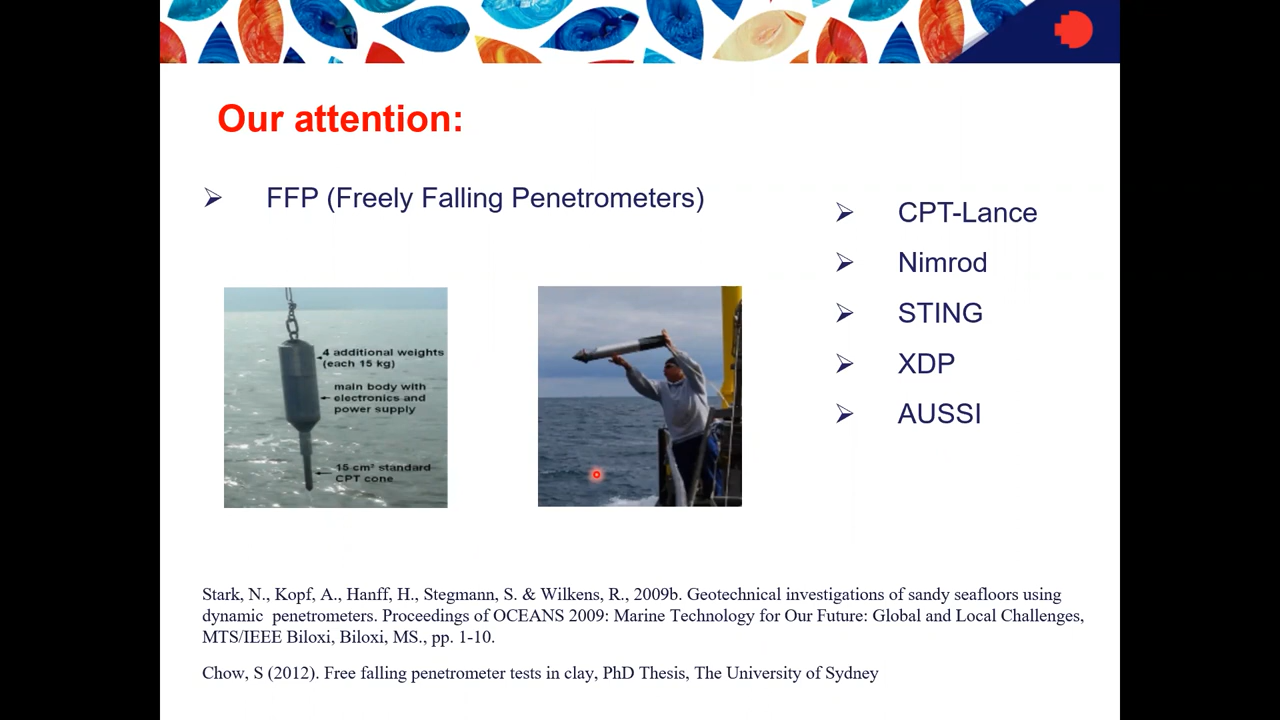 Our attention:
FFP (Freely Falling Penetrometers)
CPT-Lance
Nimrod
STING
XDP
AUSSI
4 additional weights
(each 15 kg)
main body with
electronics and
power supply
15 cm² standard
CPT cone
Stark, N., Kopf, A., Hanff, H., Stegmann, S. & Wilkens, R., 2009b. Geotechnical investigations of sandy seafloors using
dynamic penetrometers. Proceedings of OCEANS 2009: Marine Technology for Our Future: Global and Local Challenges,
MTS/IEEE Biloxi, Biloxi, MS., pp. 1-10.
Chow, S (2012). Free falling penetrometer tests in clay, PhD Thesis, The University of Sydney